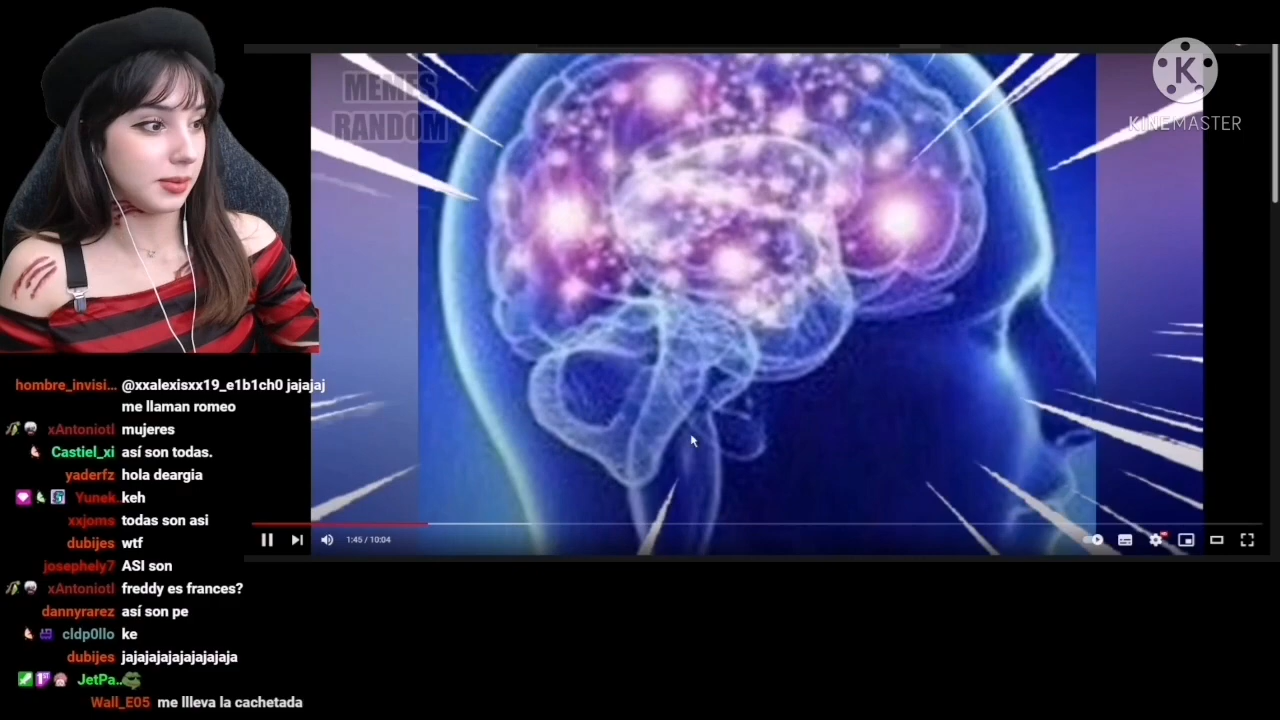 MEMES
RANDOM
K
KINEMASTER
hombre_invisi... @xxalexisxx19_e1b1ch0 jajajaj
me llaman romeo
xAntoniotl mujeres
Castiel_xi así son todas.
yaderfz hola deargia
Yunek keh
xxjoms todas son asi
dubijes wtf
josephely7 ASI son
xAntoniotl freddy es frances?
dannyrarez así son pe
cldp0llo ke
dubijes jajajajajajajajaja
1ST JetPa..
Wall_E05 me llleva la cachetada
1:45 / 10:04